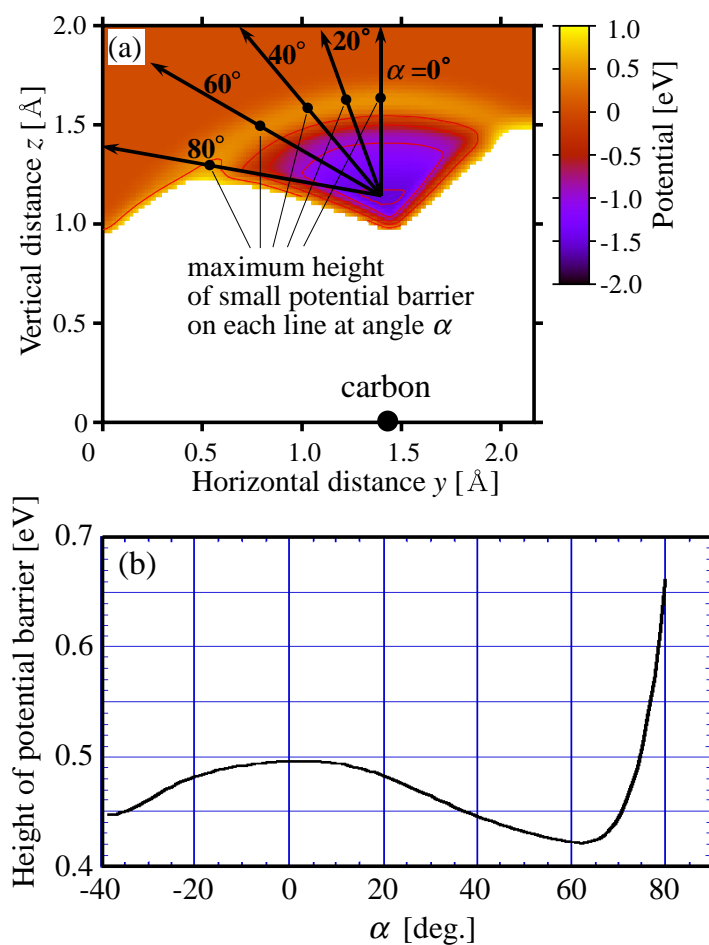 (a)
2.0
1.5
1.0
0.5
0
Vertical distance z [Å]
80°
60°
40°
20°
α = 0°
maximum height
of small potential barrier
on each line at angle α
carbon
0 0.5 1.0 1.5 2.0
Horizontal distance y [Å]
1.0
0.5
0
-0.5
-1.0
-1.5
-2.0
Potential [eV]
(b)
0.7
0.6
0.5
0.4
Height of potential barrier [eV]
-40 -20 0 20 40 60 80
α [deg.]